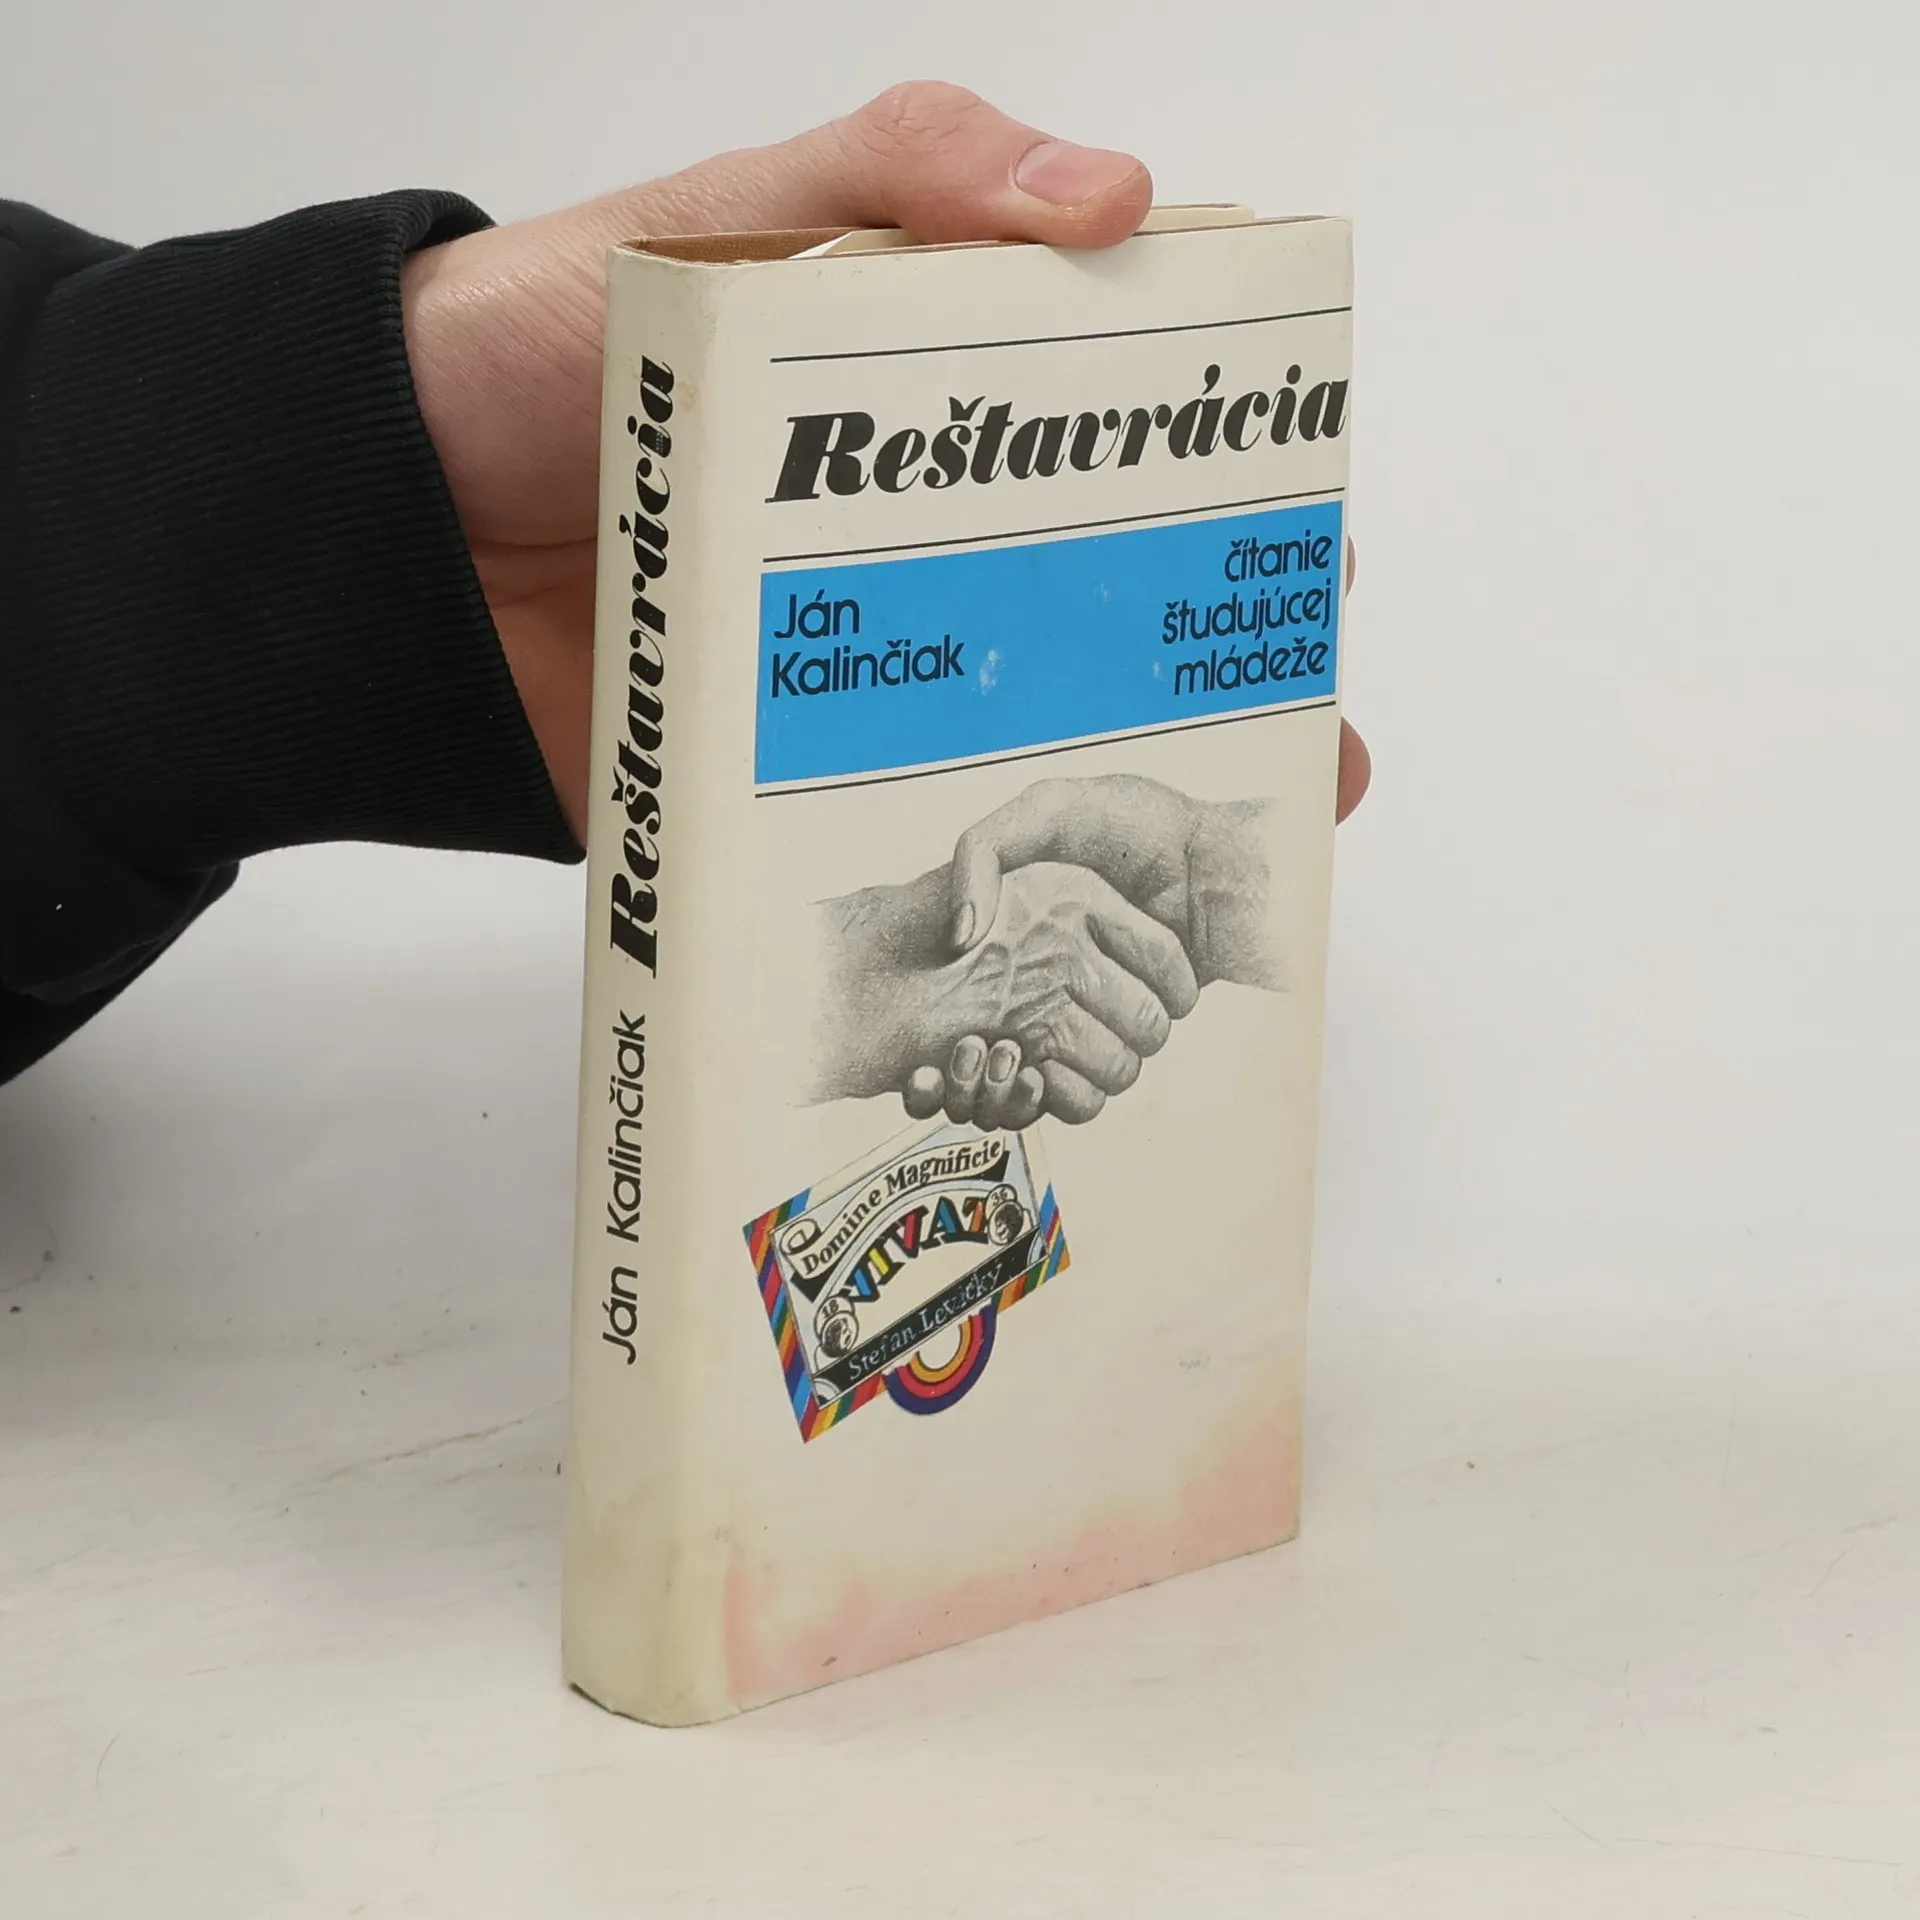 Reštavrácia
Ján
Kalinčiak
čítanie
študujúcej
mládeže
Domine Magnificie
VIVAT
18
36
Stefan Levický
Ján Kalinčiak Reštavrácia